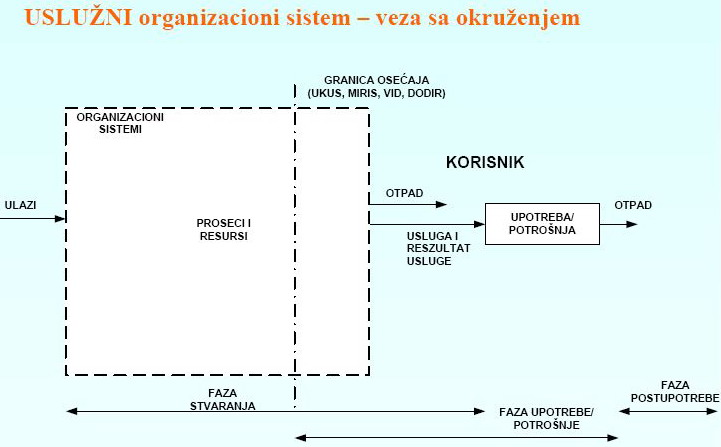 USLUŽNI organizacioni sistem – veza sa okruženjem
GRANICA OSEĆAJA
(UKUS, MIRIS, VID, DODIR)
ORGANIZACIONI
SISTEMI
KORISNIK
OTPAD
ULAZI
PROSECI I
RESURSI
UPOTREBA/
POTROŠNJA
OTPAD
USLUGA I
RESZULTAT
USLUGE
FAZA
STVARANJA
FAZA UPOTREBE/
POTROŠNJE
FAZA
POSTUPOTREBE